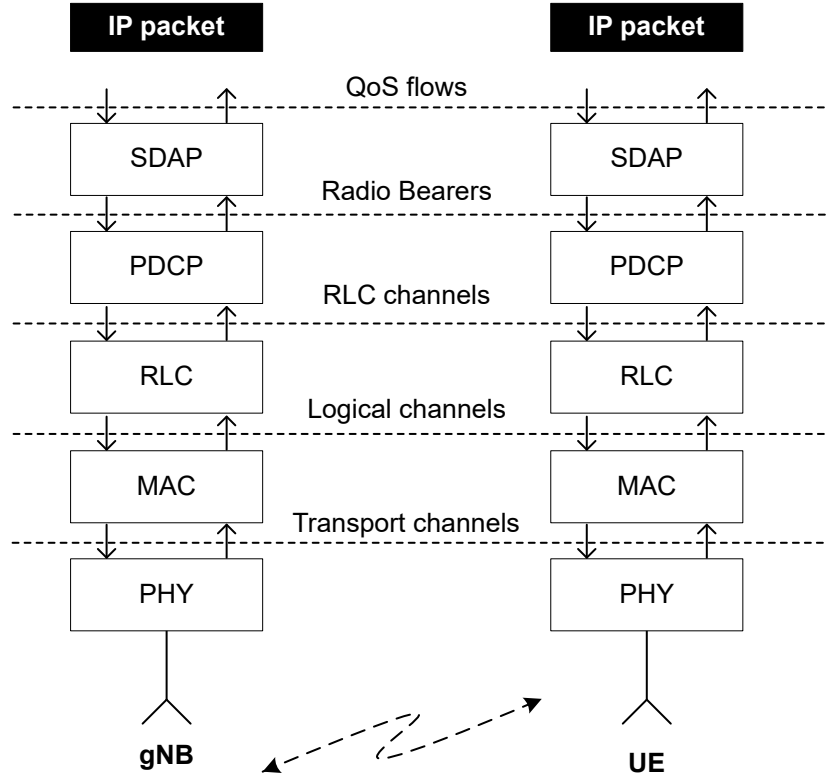 IP packet
IP packet
QoS flows
SDAP
SDAP
Radio Bearers
PDCP
PDCP
RLC channels
RLC
RLC
Logical channels
MAC
MAC
Transport channels
PHY
PHY
gNB
UE